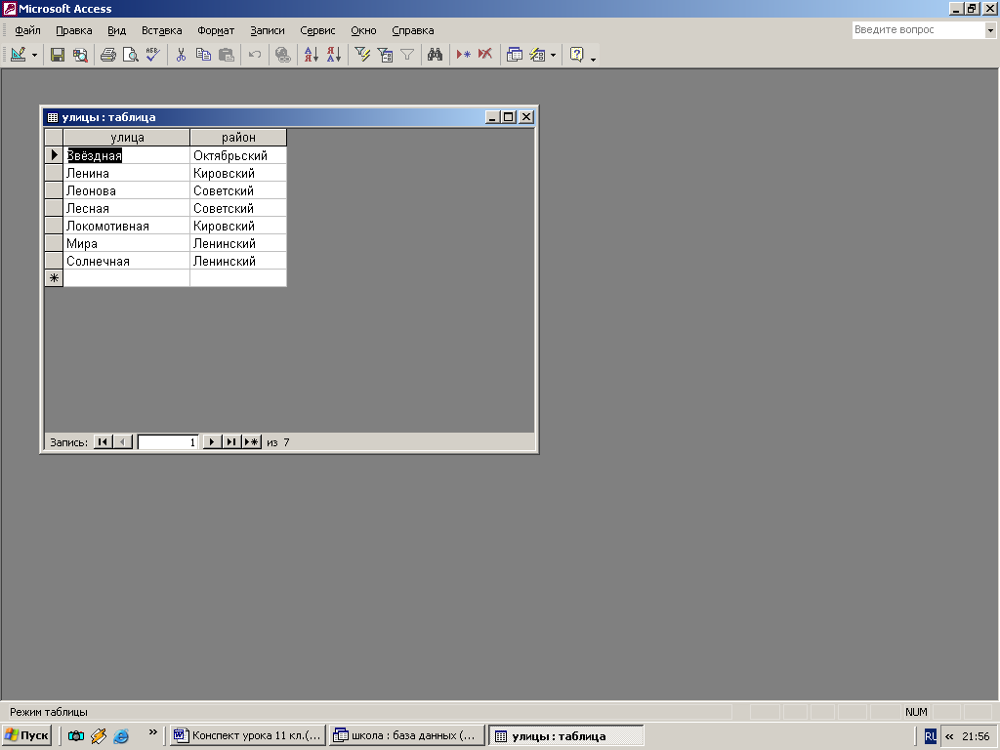 Microsoft Access
Файл Правка Вид Вставка Формат Записи Сервис Окно Справка Введите вопрос
улицы : таблица
улица район
Звёздная Октябрьский
Ленина Кировский
Леонова Советский
Лесная Советский
Локомотивная Кировский
Мира Ленинский
Солнечная Ленинский
Запись: 1 из 7
Режим таблицы NUM
Пуск » Конспект урока 11 кл.(... школа : база данных (... улицы : таблица RU « 21:56